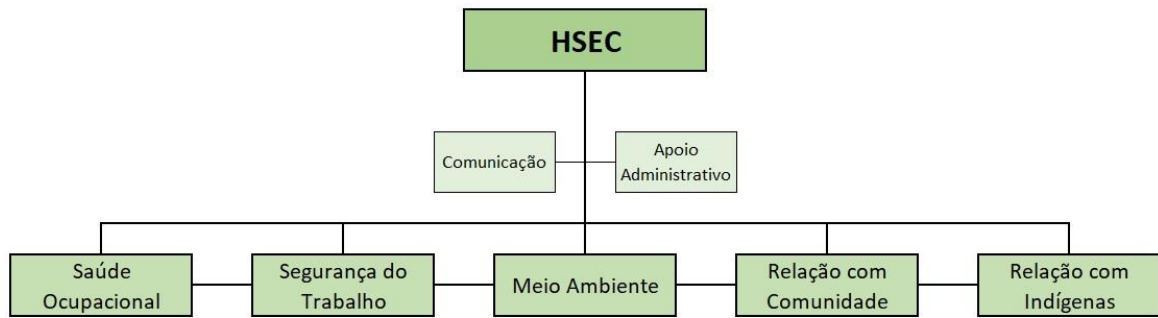 HSEC
Comunicação
Apoio
Administrativo
Saúde
Ocupacional
Segurança do
Trabalho
Meio Ambiente
Relação com
Comunidade
Relação com
Indígenas